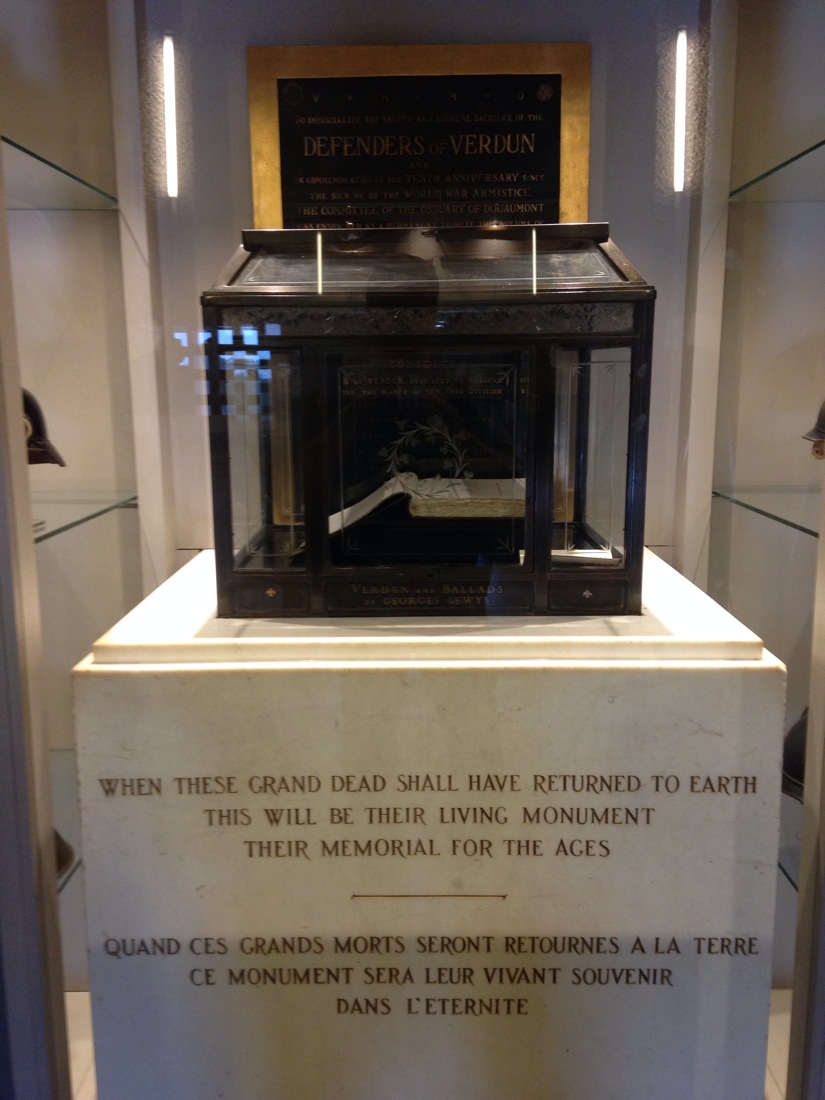 TO IMMORTALIZE THE VALOUR AND SUPREME SACRIFICE OF THE
DEFENDERS OF VERDUN
AND
IN COMMEMORATION OF THE TENTH ANNIVERSARY SINCE
THE SIGNING OF THE WORLD WAR ARMISTICE
THE COMMITTEE OF THE OSSUARY OF DOUAUMONT
VOLUME OF
VERDUN
VERDUN AND BALLADS
BY GEORGES LEWYS
WHEN THESE GRAND DEAD SHALL HAVE RETURNED TO EARTH
THIS WILL BE THEIR LIVING MONUMENT
THEIR MEMORIAL FOR THE AGES
QUAND CES GRANDS MORTS SERONT RETOURNES A LA TERRE
CE MONUMENT SERA LEUR VIVANT SOUVENIR
DANS L'ETERNITE